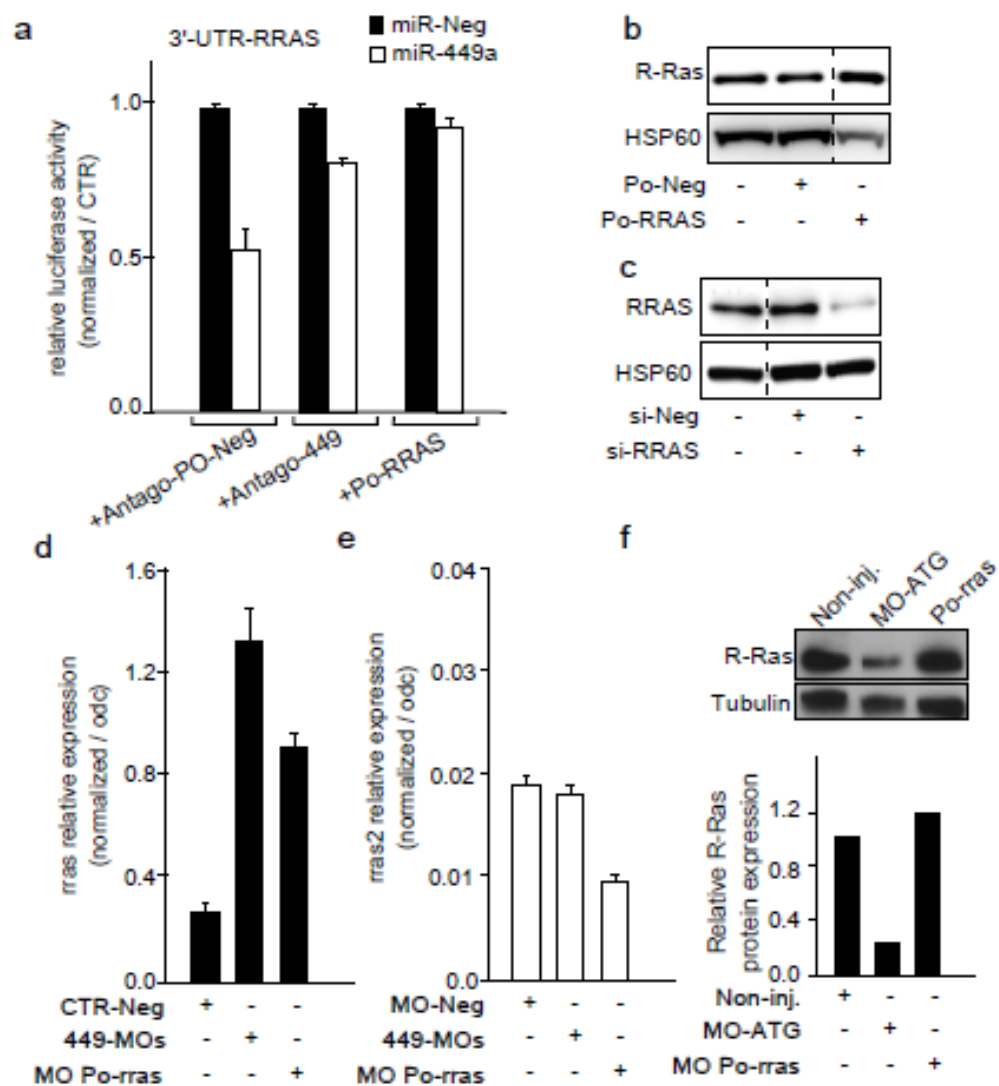 a
3'-UTR-RRAS
miR-Neg
miR-449a
relative luciferase activity
(normalized / CTR)
1.0
0.5
0.0
+Antago-PO-Neg
+Antago-449
+Po-RRAS
b
R-Ras
HSP60
Po-Neg - + -
Po-RRAS - - +
c
RRAS
HSP60
si-Neg - + -
si-RRAS - - +
d
rras relative expression
(normalized / odc)
1.6
1.2
0.8
0.4
0.0
CTR-Neg + - -
449-MOs - + -
MO Po-rras - - +
e
rras2 relative expression
(normalized / odc)
0.04
0.03
0.02
0.01
0.0
MO-Neg + - -
449-MOs - - +
MO Po-rras - - +
f
Non-inj.
MO-ATG
Po-rras
R-Ras
Tubulin
Relative R-Ras
protein expression
1.2
0.8
0.4
0.0
Non-inj. + - -
MO-ATG - + -
MO Po-rras - - +